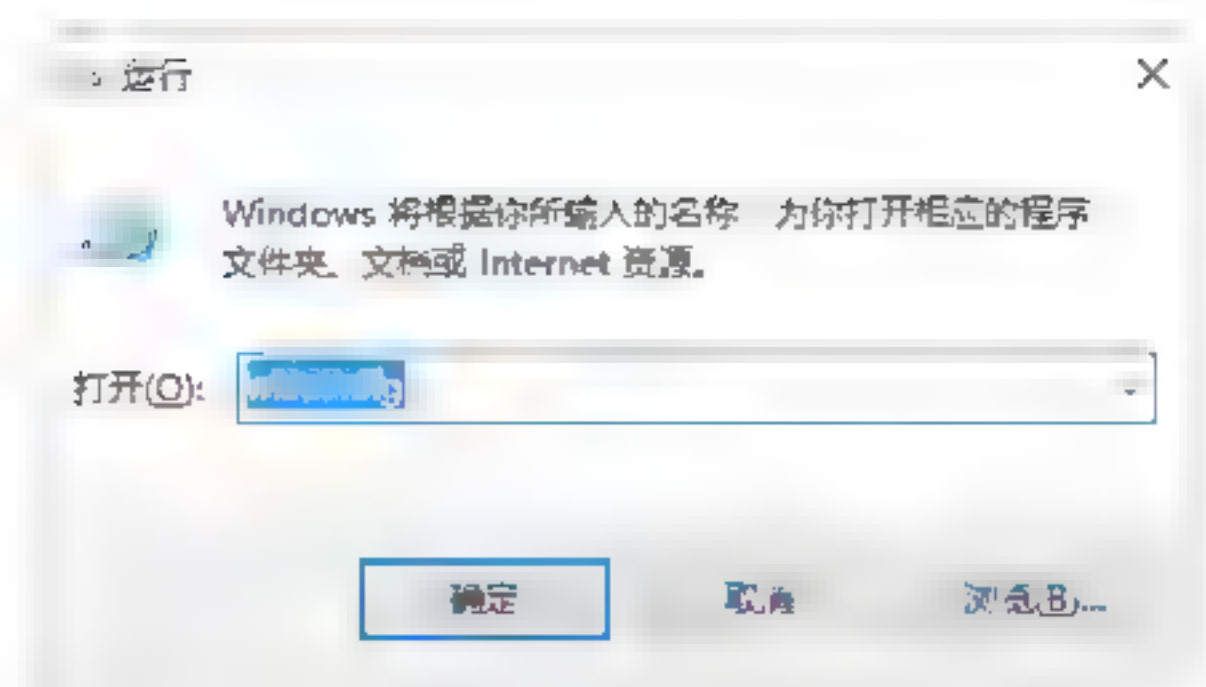 运行
Windows 将根据你所输入的名称 为你打开相应的程序
文件夹、文档或 Internet 资源。
打开(O):
确定
取消
浏览(B)...